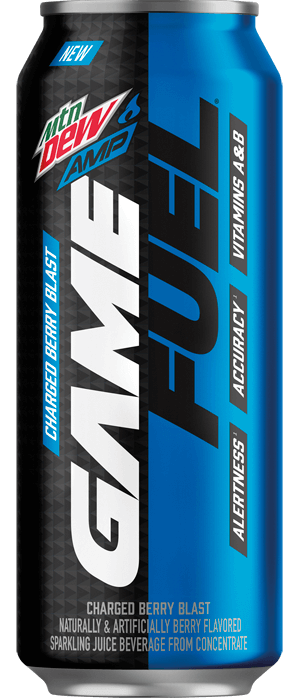 NEW
Mtn
DEW
AMP
GAME
FUEL
CHARGED BERRY BLAST
ALERTNESS
ACCURACY
VITAMINS A&B
CHARGED BERRY BLAST
NATURALLY & ARTIFICIALLY BERRY FLAVORED
SPARKLING JUICE BEVERAGE FROM CONCENTRATE